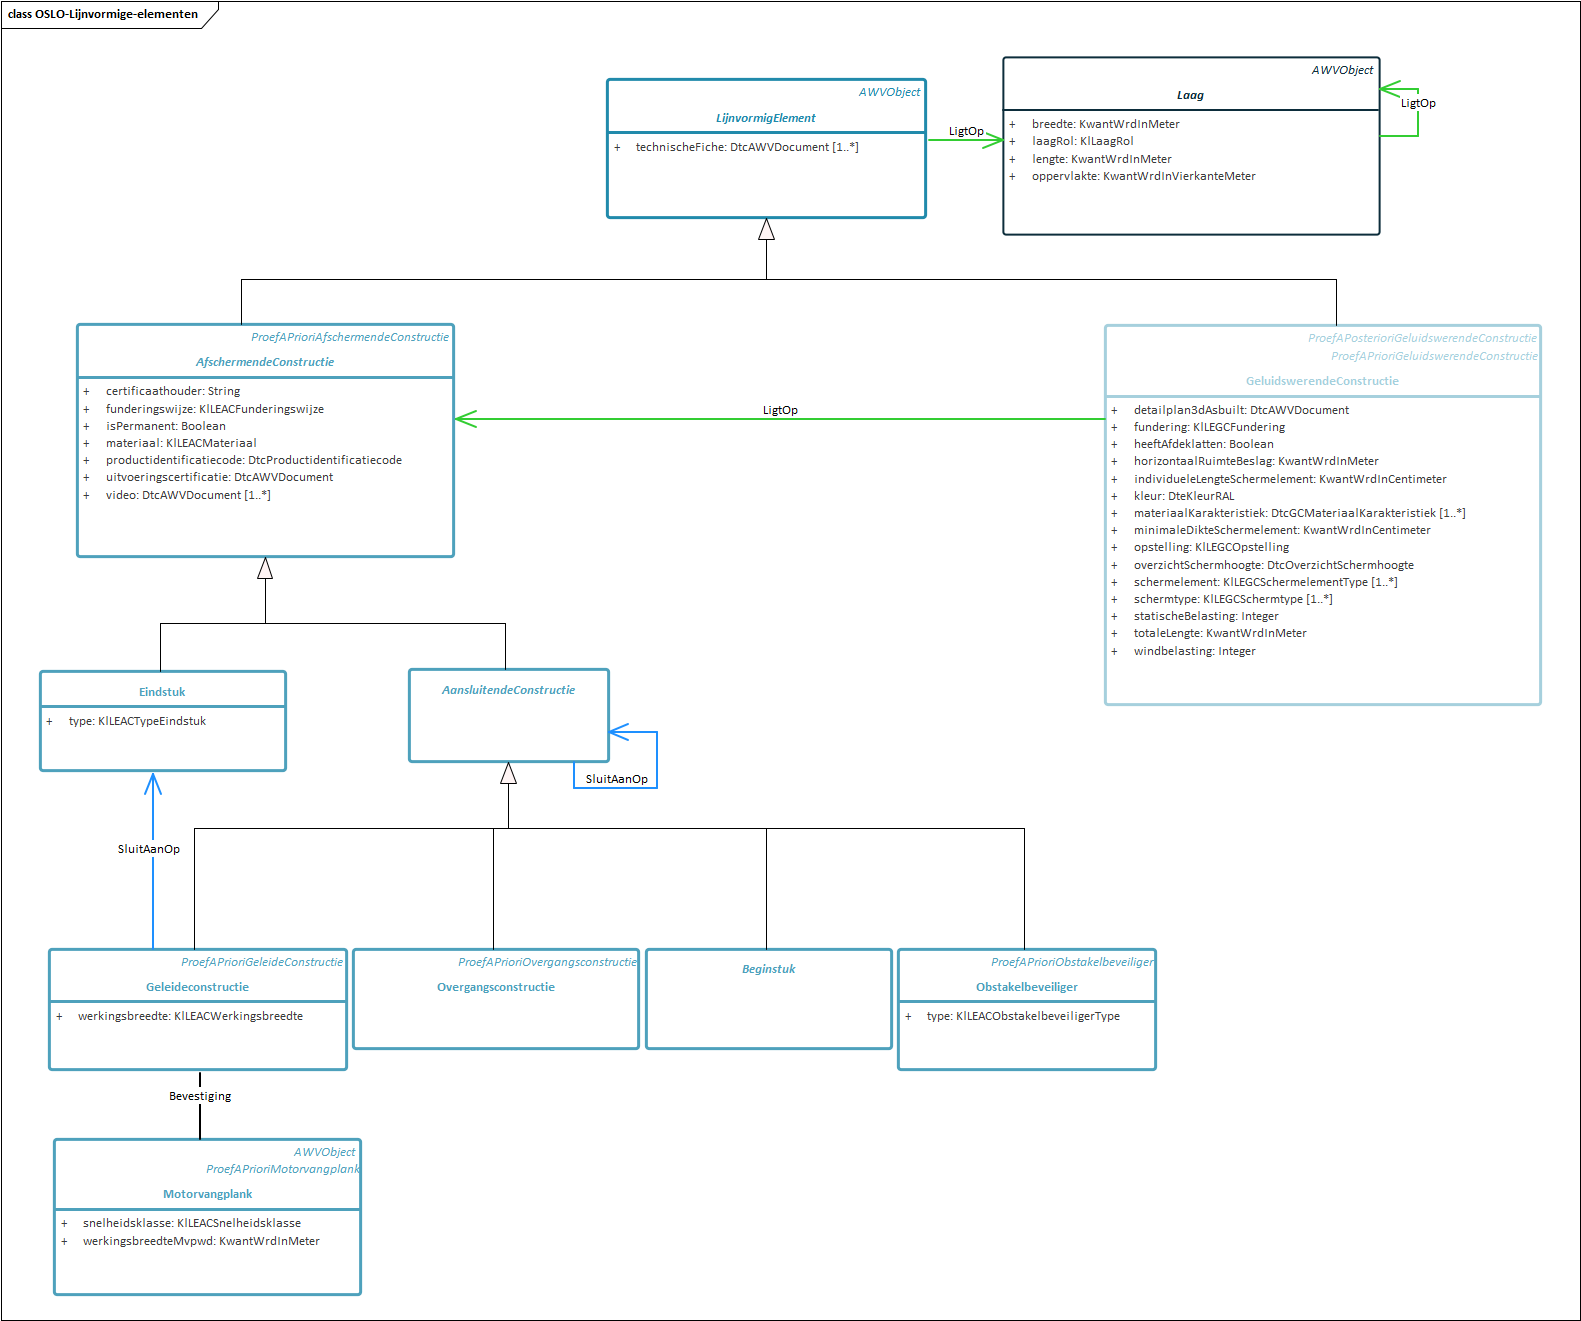 class OSLO-Lijnvormige-elementen
AWVObject
LijnvormigElement
+ technischeFiche: DtcAWVDocument [1..*]
LigtOp
AWVObject
Laag
+ breedte: KwantWrdInMeter
+ laagRol: KlLaagRol
+ lengte: KwantWrdInMeter
+ oppervlakte: KwantWrdInVierkanteMeter
LigtOp
ProefAPrioriAfschermendeConstructie
AfschermendeConstructie
+ certificaathouder: String
+ funderingswijze: KlLEACFunderingswijze
+ isPermanent: Boolean
+ materiaal: KlLEACMateriaal
+ productidentificatiecode: DtcProductidentificatiecode
+ uitvoeringscertificatie: DtcAWVDocument
+ video: DtcAWVDocument [1..*]
LigtOp
ProefAPosterioriGeluidswerendeConstructie
ProefAPrioriGeluidswerendeConstructie
GeluidswerendeConstructie
+ detailplan3dAsbuilt: DtcAWVDocument
+ fundering: KlLEGCFundering
+ heeftAfdeklatten: Boolean
+ horizontaalRuimteBeslag: KwantWrdInMeter
+ individueleLengteSchermelement: KwantWrdInCentimeter
+ kleur: DteKleurRAL
+ materiaalKarakteristiek: DtcGCMateriaalKarakteristiek [1..*]
+ minimaleDikteSchermelement: KwantWrdInCentimeter
+ opstelling: KlLEGCOpstelling
+ overzichtSchermhoogte: DtcOverzichtSchermhoogte
+ schermelement: KlLEGCSchermelementType [1..*]
+ schermtype: KlLEGCSchermtype [1..*]
+ statischeBelasting: Integer
+ totaleLengte: KwantWrdInMeter
+ windbelasting: Integer
Eindstuk
+ type: KlLEACTypeEindstuk
AansluitendeConstructie
SluitAanOp
SluitAanOp
ProefAPrioriGeleideConstructie
Geleideconstructie
+ werkingsbreedte: KlLEACWerkingsbreedte
ProefAPrioriOvergangsconstructie
Overgangsconstructie
Beginstuk
ProefAPrioriObstakelbeveiliger
Obstakelbeveiliger
+ type: KlLEACObstakelbeveiligerType
Bevestiging
AWVObject
ProefAPrioriMotorvangplank
Motorvangplank
+ snelheidsklasse: KlLEACSnelheidsklasse
+ werkingsbreedteMvpwd: KwantWrdInMeter